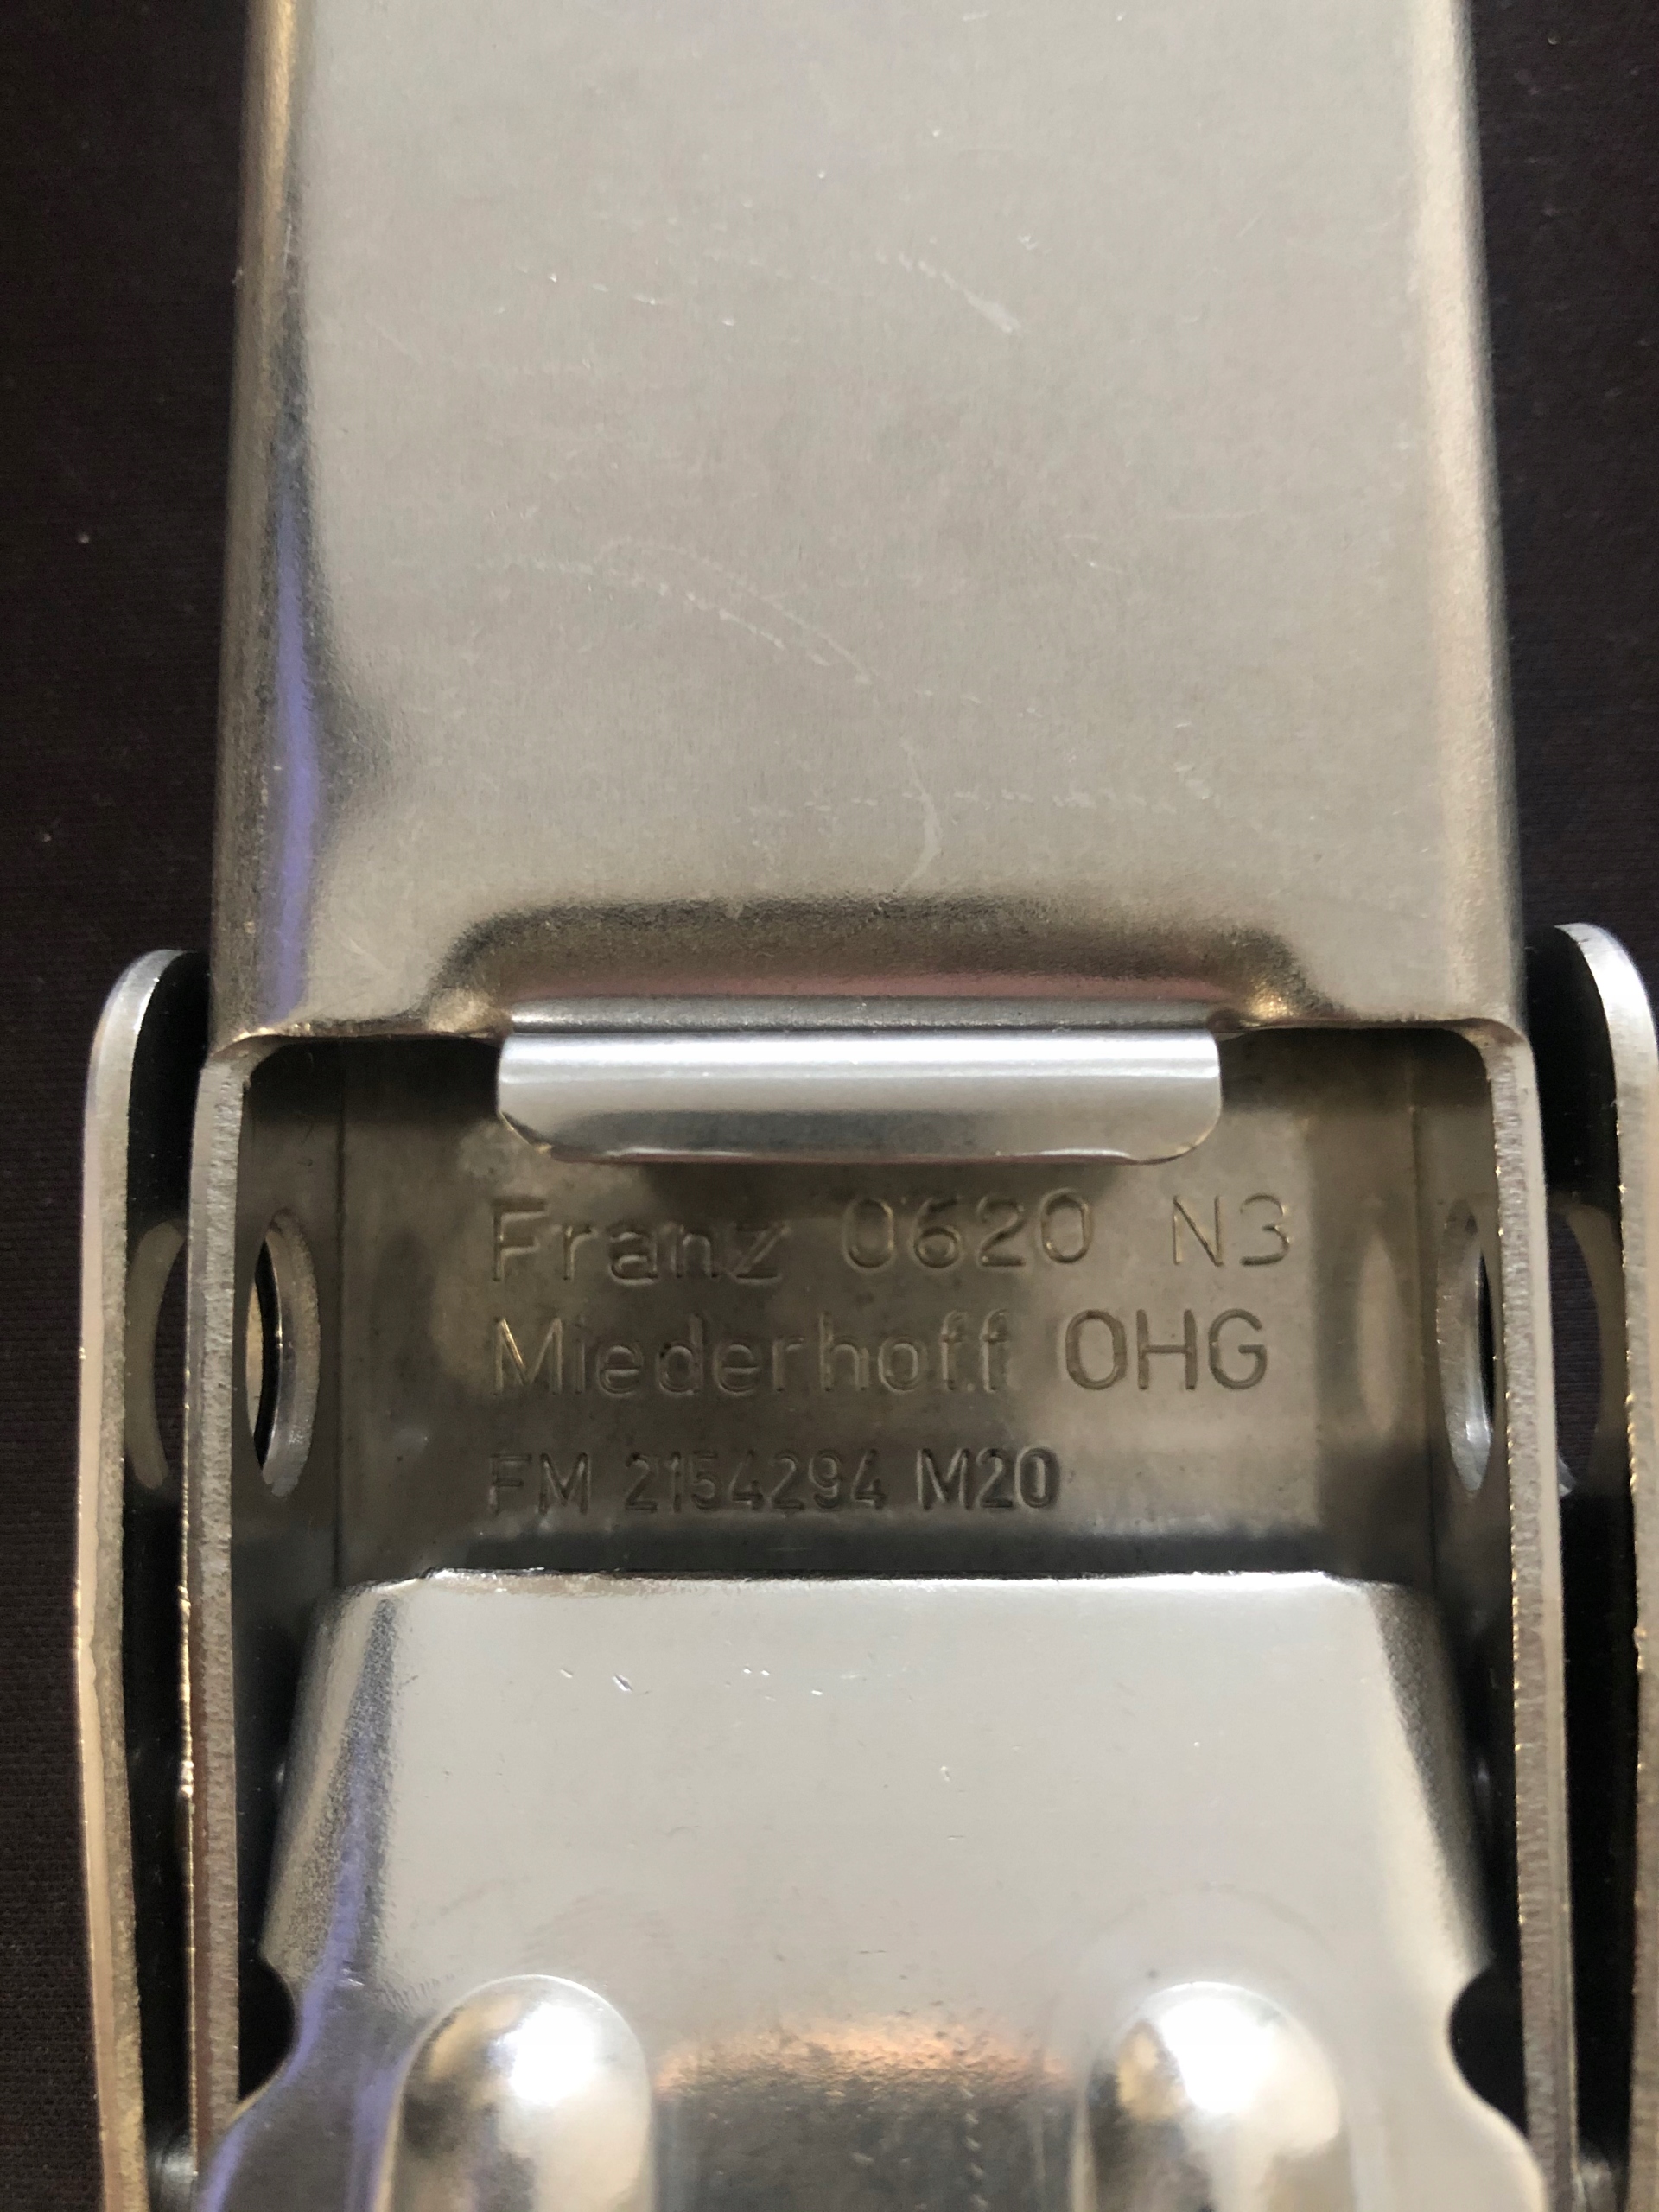 Franz 0620 N3
Miederhoff OHG
FM 2154294 M20